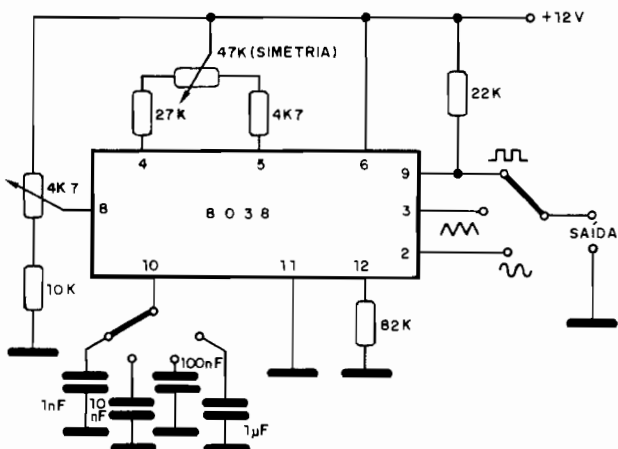 +12V
47K (SIMETRIA)
27K
4K7
22K
4
5
6
9
4K7
8
8038
3
SAÍDA
2
10
11
12
10K
82K
1nF
10
nF
100nF
1µF